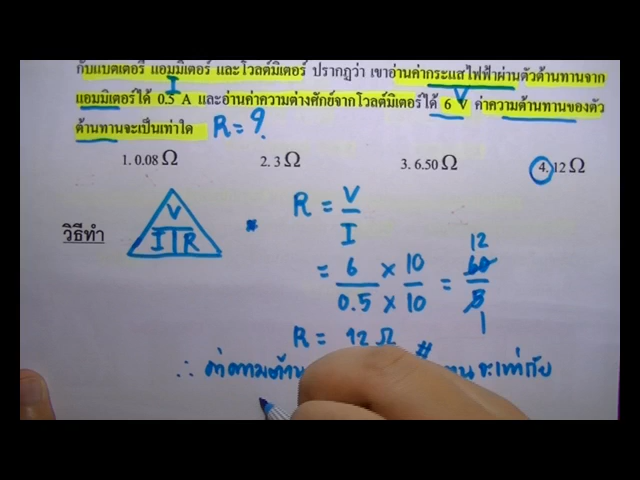 กับแบตเตอรี่ แอมมิเตอร์ และโวลต์มิเตอร์ ปรากฏว่า เขาอ่านค่ากระแสไฟฟ้าผ่านตัวต้านทานจาก
I
แอมมิเตอร์ได้ 0.5 A และอ่านค่าความต่างศักย์จากโวลต์มิเตอร์ได้ 6 V ค่าความต้านทานของตัว
V
ต้านทานจะเป็นเท่าใด R = ?
1. 0.08 Ω 2. 3 Ω 3. 6.50 Ω 4. 12 Ω
วิธีทำ
V
I R
* R = V
I
= 6 × 10 = 60 12
0.5 × 10 5 1
R = 12 Ω #
∴ ค่าความต้าน ทานจะเท่ากับ